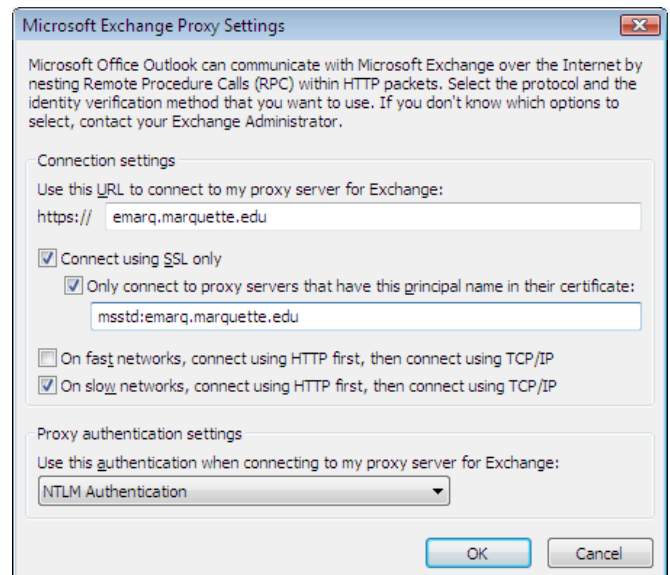 Microsoft Exchange Proxy Settings
Microsoft Office Outlook can communicate with Microsoft Exchange over the Internet by
nesting Remote Procedure Calls (RPC) within HTTP packets. Select the protocol and the
identity verification method that you want to use. If you don't know which options to
select, contact your Exchange Administrator.
Connection settings
Use this URL to connect to my proxy server for Exchange:
https:// emarq.marquette.edu
Connect using SSL only
Only connect to proxy servers that have this principal name in their certificate:
msstd:emarq.marquette.edu
On fast networks, connect using HTTP first, then connect using TCP/IP
On slow networks, connect using HTTP first, then connect using TCP/IP
Proxy authentication settings
Use this authentication when connecting to my proxy server for Exchange:
NTLM Authentication
OK Cancel